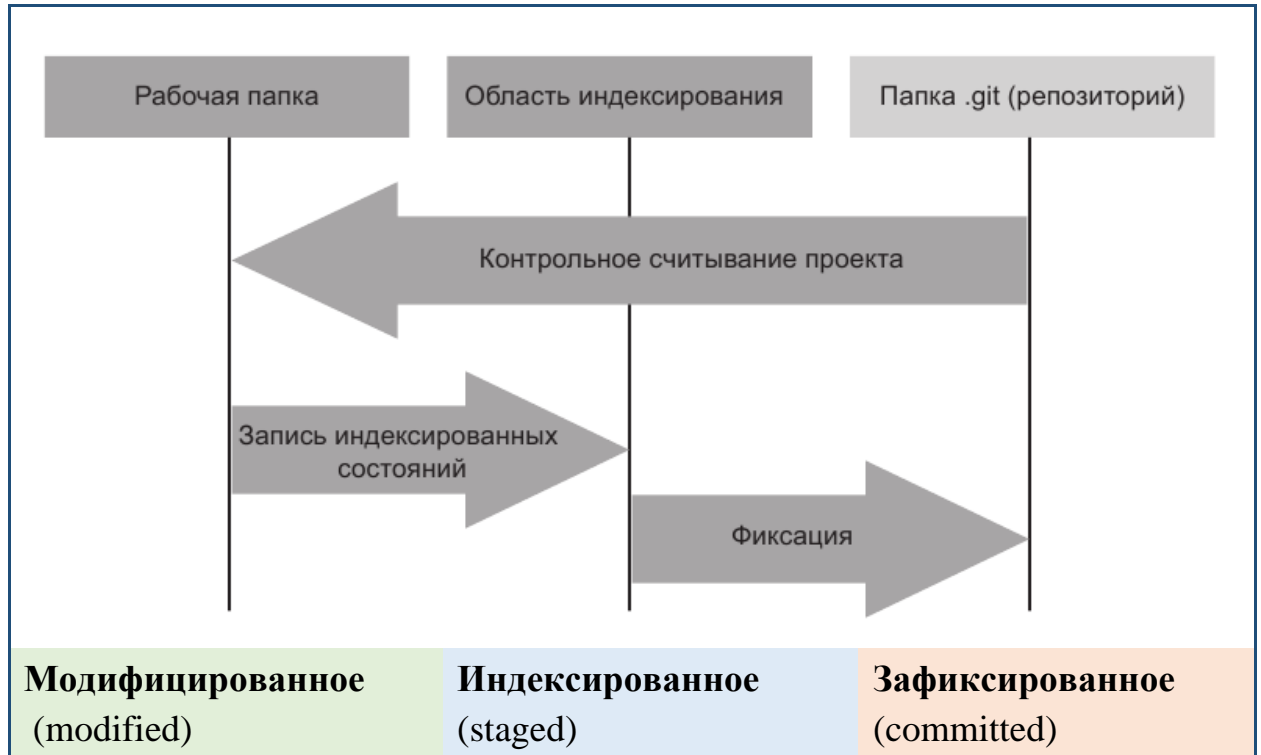 Рабочая папка
Область индексирования
Папка .git (репозиторий)
Контрольное считывание проекта
Запись индексированных
состояний
Фиксация
Модифицированное
(modified)
Индексированное
(staged)
Зафиксированное
(committed)